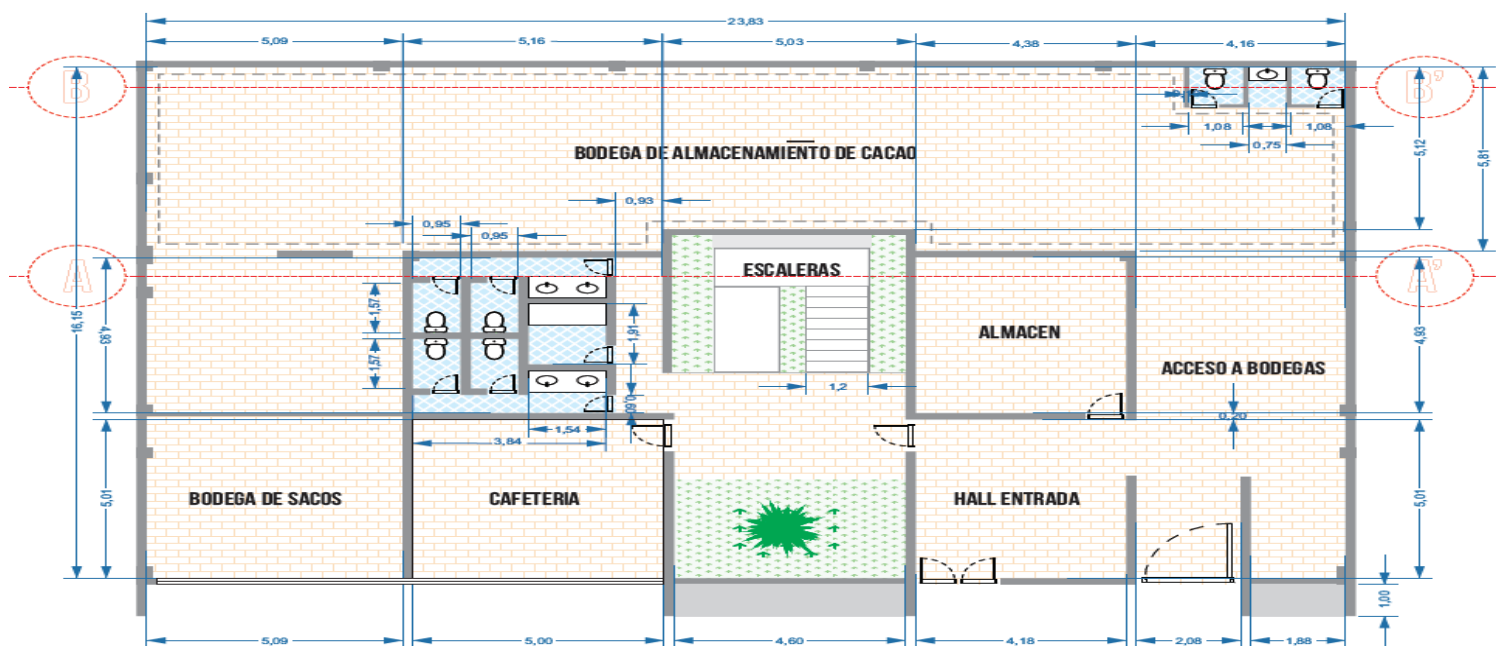 23,83
5,09 5,16 5,03 4,38 4,16
B B'
1,08 1,08
0,75
5,12
5,81
BODEGA DE ALMACENAMIENTO DE CACAO
0,93
0,95
0,95
A A'
ESCALERAS
1,57
16,15
4,93
1,91
ALMACEN
4,93
1,57
ACCESO A BODEGAS
1,2
0,60
0,20
1,54
3,84
5,01
BODEGA DE SACOS CAFETERIA HALL ENTRADA
5,01
1,00
5,09 5,00 4,60 4,18 2,08 1,88